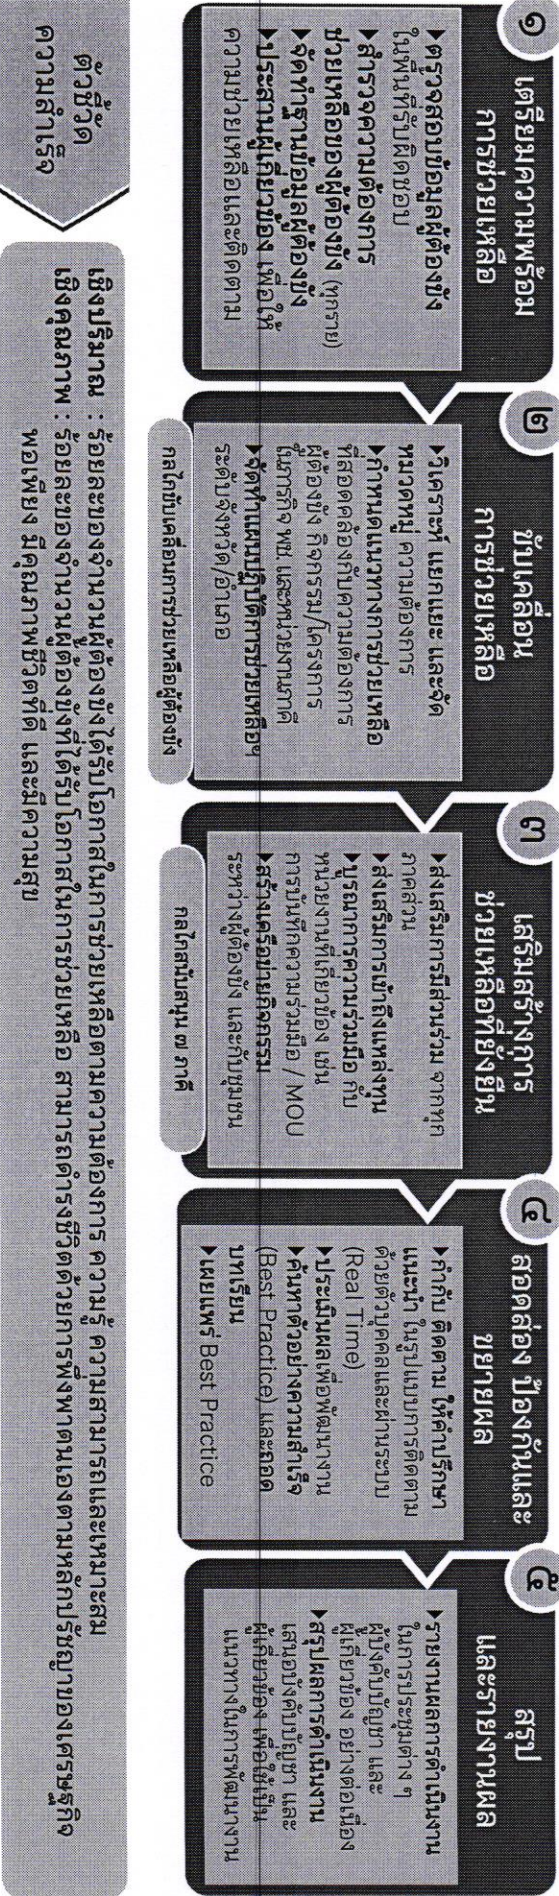 ๑
เตรียมความพร้อม
การช่วยเหลือ
ตรวจสอบข้อมูลผู้ต้องขัง
ในพื้นที่รับผิดชอบ
สำรวจความต้องการ
ช่วยเหลือของผู้ต้องขัง (ทุกราย)
จัดทำฐานข้อมูลผู้ต้องขัง
ประสานผู้เกี่ยวข้อง เพื่อให้
ความช่วยเหลือและติดตาม
๒
ขับเคลื่อน
การช่วยเหลือ
วิเคราะห์ แยกแยะ และจัด
หมวดหมู่ ความต้องการ
กำหนดแนวทางการช่วยเหลือ
ที่สอดคล้องกับความต้องการ
ผู้ต้องขัง กิจกรรม/โครงการ
ในภารกิจ พช และหน่วยงานภาคี
จัดทำแผนปฏิบัติการช่วยเหลือฯ
ระดับจังหวัด/อำเภอ
กลไกขับเคลื่อนการช่วยเหลือผู้ต้องขัง
๓
เสริมสร้างการ
ช่วยเหลือที่ยั่งยืน
ส่งเสริมการมีส่วนร่วม จากทุก
ภาคส่วน
ส่งเสริมการเข้าถึงแหล่งทุน
บูรณาการความร่วมมือ กับ
หน่วยงานที่เกี่ยวข้อง เช่น
การบันทึกความร่วมมือ / MOU
สร้างเครือข่ายกิจกรรม
ระหว่างผู้ต้องขัง และกับชุมชน
กลไกสนับสนุน ๗ ภาคี
๔
สอดส่อง ป้องกันและ
ขยายผล
กำกับ ติดตาม ให้คำปรึกษา
แนะนำ ในรูปแบบการติดตาม
ด้วยตัวบุคคลและผ่านระบบ
(Real Time)
ประเมินผลเพื่อพัฒนางาน
ค้นหาตัวอย่างความสำเร็จ
(Best Practice) และถอด
บทเรียน
เผยแพร่ Best Practice
๕
สรุป
และรายงานผล
รายงานผลการดำเนินงาน
ในการประชุมต่าง ๆ
ผู้บังคับบัญชา และ
ผู้เกี่ยวข้อง อย่างต่อเนื่อง
สรุปผลการดำเนินงาน
เสนอผู้บังคับบัญชา และ
ผู้เกี่ยวข้อง เพื่อใช้เป็น
แนวทางในการพัฒนางาน
ตัวชี้วัด
ความสำเร็จ
เชิงปริมาณ : ร้อยละของจำนวนผู้ต้องขังได้รับโอกาสในการช่วยเหลือตามความต้องการ ความรู้ ความสามารถและเหมาะสม
เชิงคุณภาพ : ร้อยละของจำนวนผู้ต้องขังที่ได้รับโอกาสในการช่วยเหลือ สามารถดำรงชีวิตด้วยการพึ่งพาตนเองตามหลักปรัชญาของเศรษฐกิจ
พอเพียง มีคุณภาพชีวิตที่ดี และมีความสุข